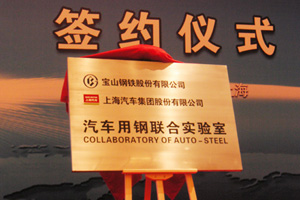 签约仪式
宝山钢铁股份有限公司
上海汽车集团股份有限公司
汽车用钢联合实验室
COLLABORATORY OF AUTO-STEEL